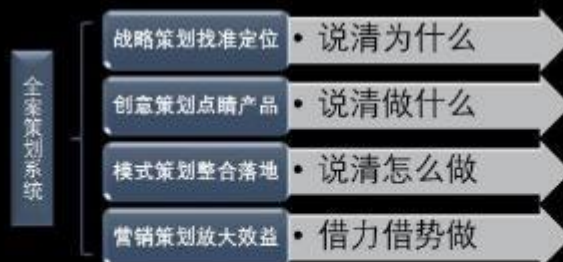 全案策划系统
战略策划找准定位
• 说清为什么
创意策划点睛产品
• 说清做什么
模式策划整合落地
• 说清怎么做
营销策划放大效益
• 借力借势做